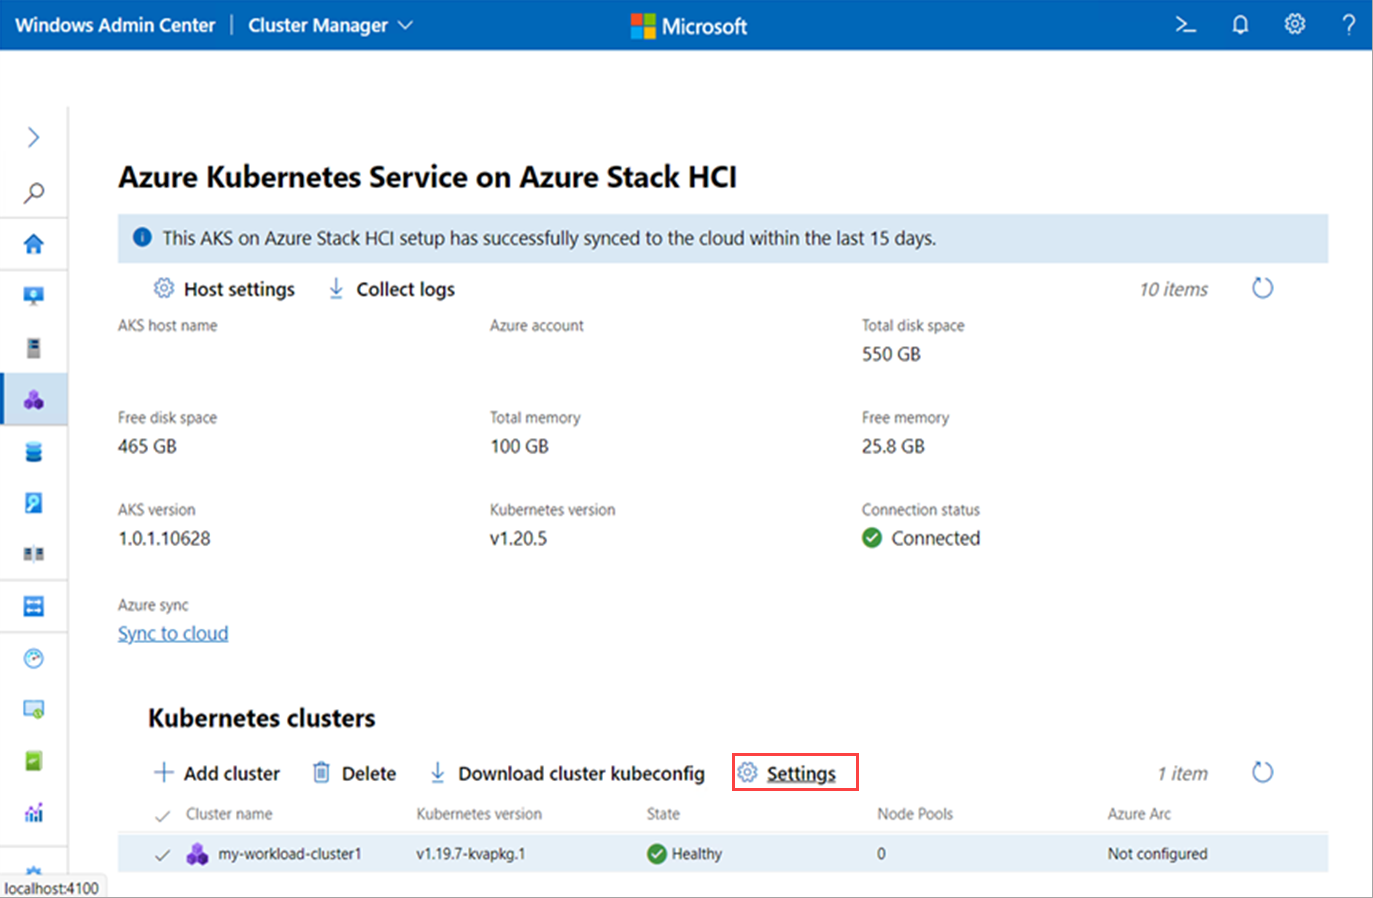 Windows Admin Center | Cluster Manager
Microsoft
Azure Kubernetes Service on Azure Stack HCI
This AKS on Azure Stack HCI setup has successfully synced to the cloud within the last 15 days.
Host settings Collect logs 10 items
AKS host name Azure account Total disk space
550 GB
Free disk space Total memory Free memory
465 GB 100 GB 25.8 GB
AKS version Kubernetes version Connection status
1.0.1.10628 v1.20.5 Connected
Azure sync
Sync to cloud
Kubernetes clusters
Add cluster Delete Download cluster kubeconfig Settings 1 item
Cluster name Kubernetes version State Node Pools Azure Arc
my-workload-cluster1 v1.19.7-kvapkg.1 Healthy 0 Not configured
localhost:4100